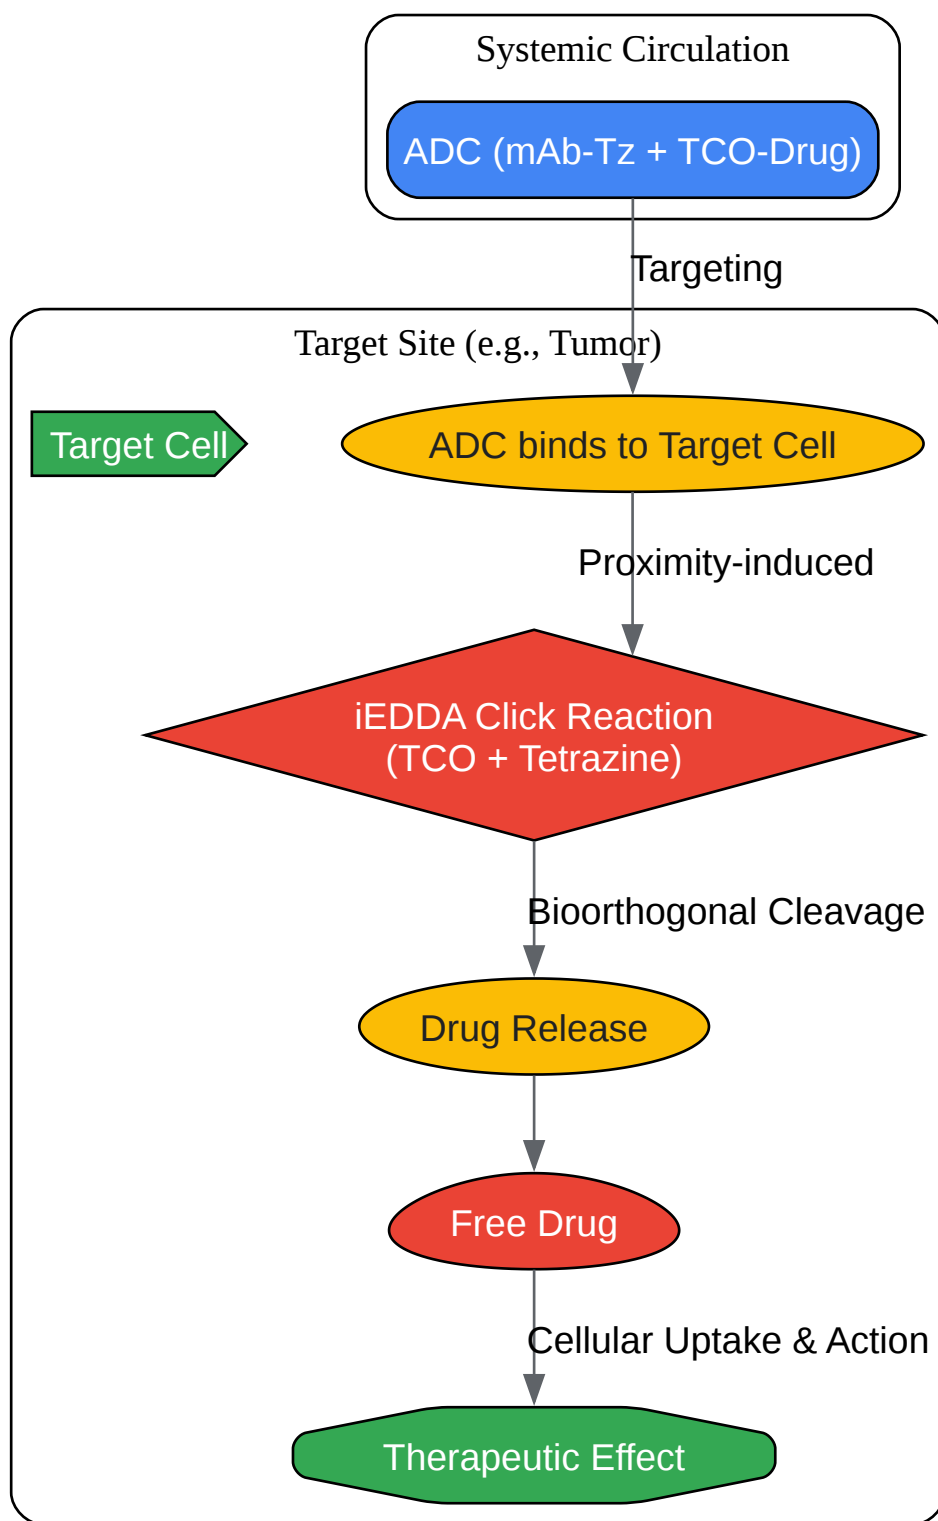 Systemic Circulation
ADC (mAb-Tz + TCO-Drug)
Targeting
Target Site (e.g., Tumor)
Target Cell
ADC binds to Target Cell
Proximity-induced
iEDDA Click Reaction
(TCO + Tetrazine)
Bioorthogonal Cleavage
Drug Release
Free Drug
Cellular Uptake & Action
Therapeutic Effect